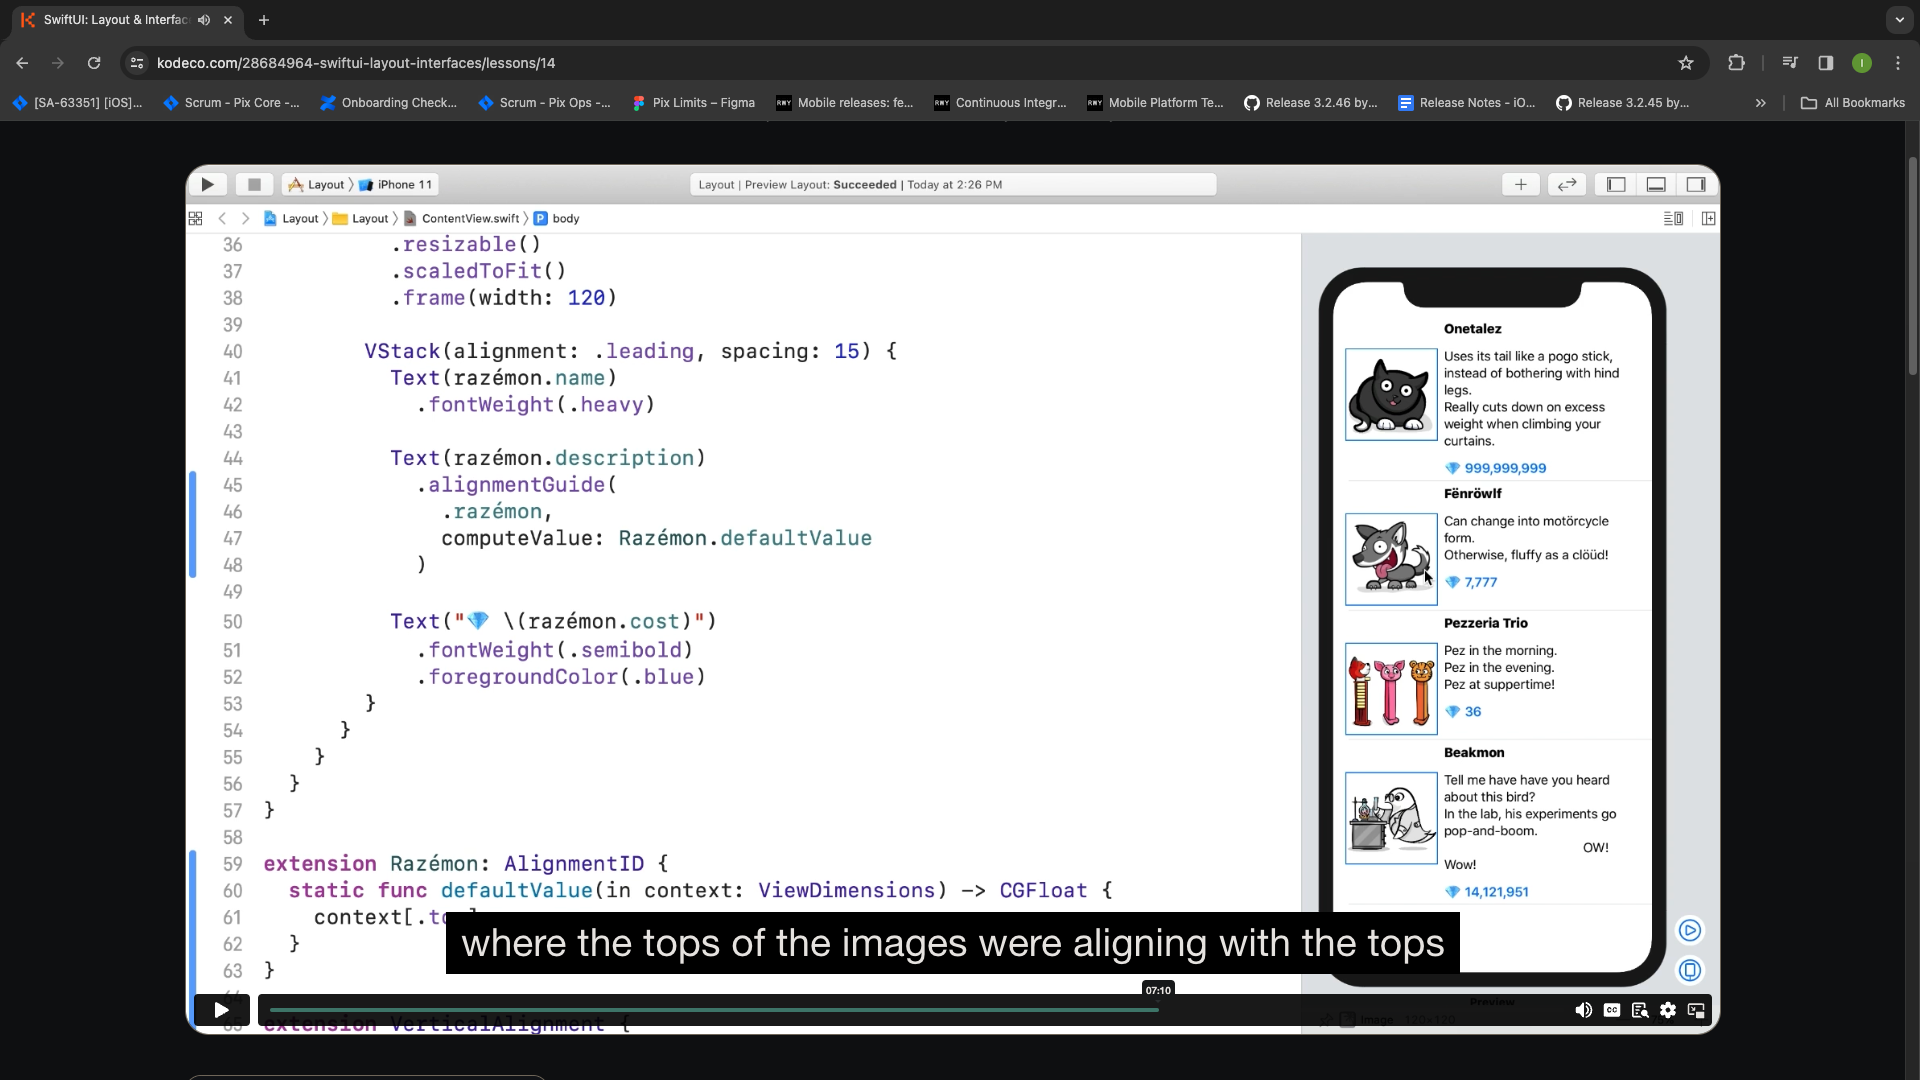 SwiftUI: Layout & Interfac
kodeco.com/28684964-swiftui-layout-interfaces/lessons/14
[SA-63351] [iOS]...
Scrum - Pix Core -...
Onboarding Check...
Scrum - Pix Ops -...
Pix Limits – Figma
Mobile releases: fe...
Continuous Integr...
Mobile Platform Te...
Release 3.2.46 by...
Release Notes - iO...
Release 3.2.45 by...
All Bookmarks
Layout
iPhone 11
Layout | Preview Layout: Succeeded | Today at 2:26 PM
Layout
Layout
ContentView.swift
P body
36 .resizable()
37 .scaledToFit()
38 .frame(width: 120)
39
40 VStack(alignment: .leading, spacing: 15) {
41 Text(razémon.name)
42 .fontWeight(.heavy)
43
44 Text(razémon.description)
45 .alignmentGuide(
46 .razémon,
47 computeValue: Razémon.defaultValue
48 )
49
50 Text("💎 \(razémon.cost)")
51 .fontWeight(.semibold)
52 .foregroundColor(.blue)
53 }
54 }
55 }
56 }
57 }
58
59 extension Razémon: AlignmentID {
60 static func defaultValue(in context: ViewDimensions) -> CGFloat {
61 context[.to
62 }
63 }
65 extension VerticalAlignment {
Onetalez
Uses its tail like a pogo stick,
instead of bothering with hind
legs.
Really cuts down on excess
weight when climbing your
curtains.
💎 999,999,999
Fënröwlf
Can change into motörcycle
form.
Otherwise, fluffy as a clöüd!
💎 7,777
Pezzeria Trio
Pez in the morning.
Pez in the evening.
Pez at suppertime!
💎 36
Beakmon
Tell me have have you heard
about this bird?
In the lab, his experiments go
pop-and-boom.
OW!
Wow!
💎 14,121,951
where the tops of the images were aligning with the tops
07:10
CC
Preview
Image 120×170